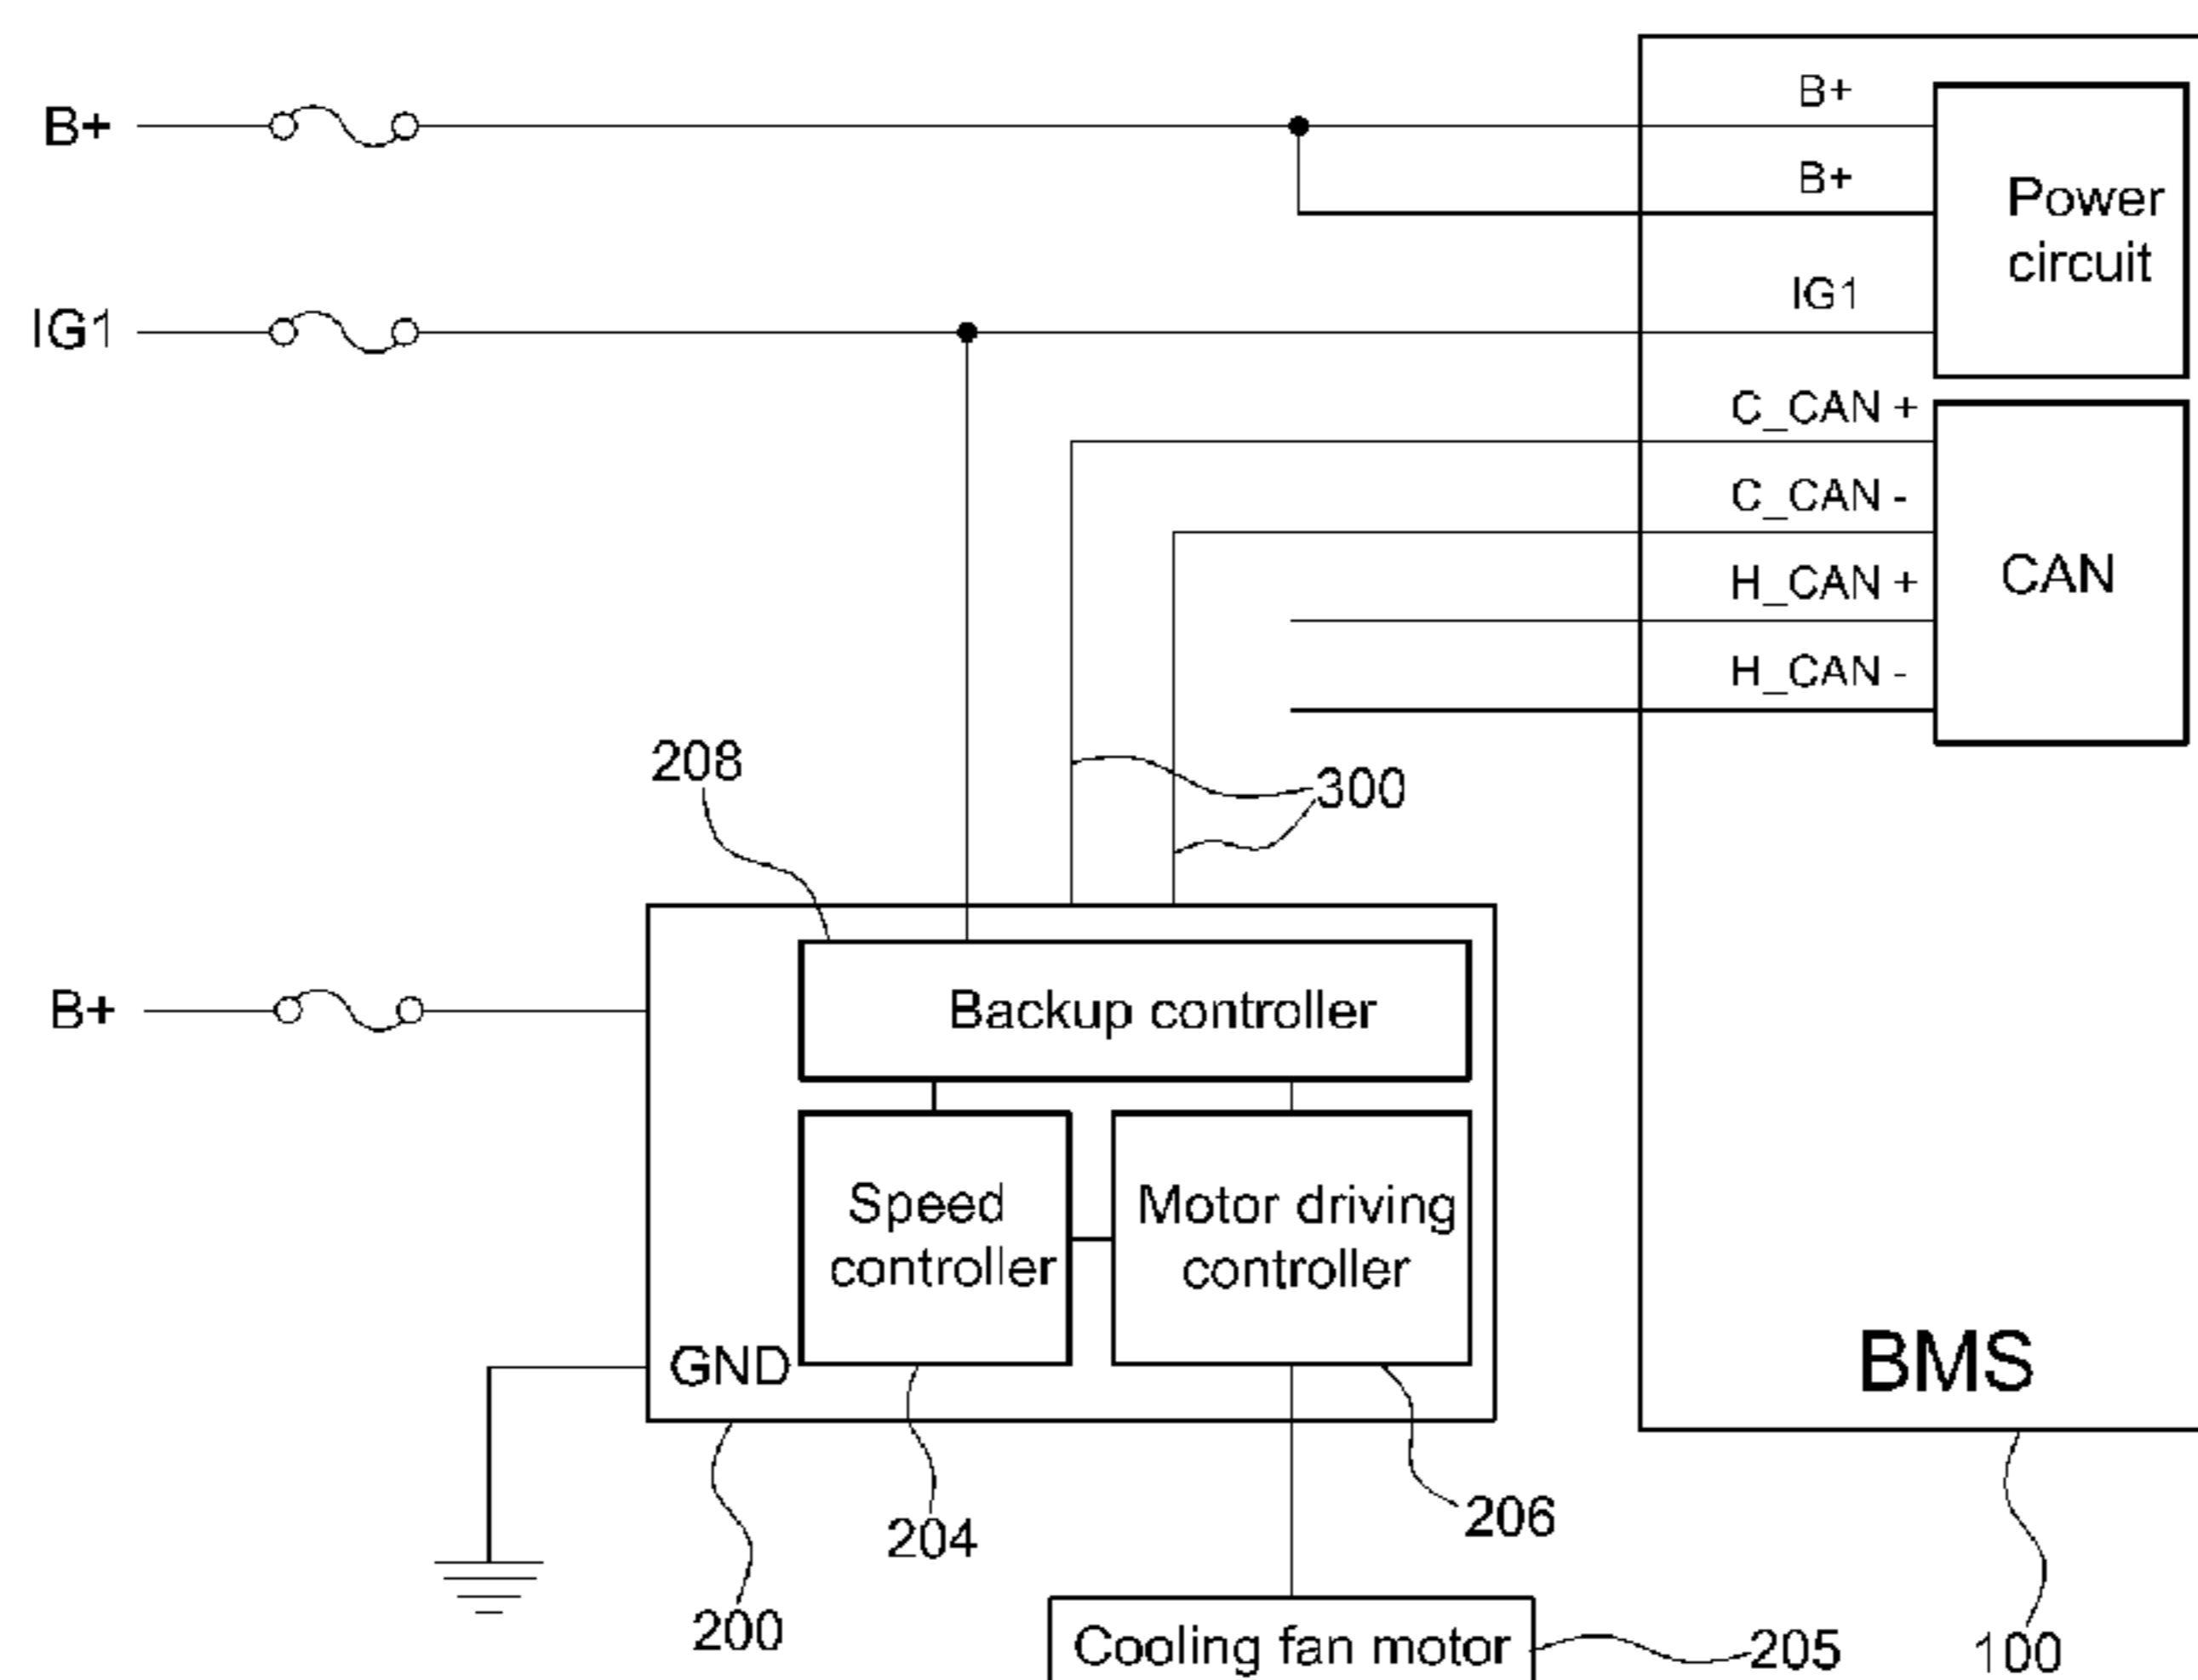 B+
B+
B+
Power
circuit
IG1
IG1
C_CAN +
C_CAN -
H_CAN +
H_CAN -
CAN
208
300
B+
Backup controller
Speed
controller
Motor driving
controller
GND
BMS
204
206
200
Cooling fan motor
205
100